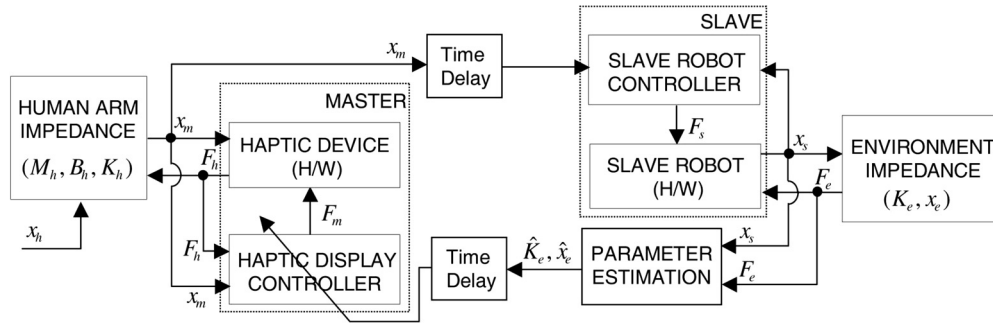 SLAVE
x_m
Time
Delay
SLAVE ROBOT
CONTROLLER
MASTER
HUMAN ARM
IMPEDANCE
(M_h, B_h, K_h)
x_m
F_h
HAPTIC DEVICE
(H/W)
F_s
SLAVE ROBOT
(H/W)
x_s
F_e
ENVIRONMENT
IMPEDANCE
(K_e, x_e)
x_h
F_m
F_h
HAPTIC DISPLAY
CONTROLLER
x_m
Time
Delay
K̂_e, x̂_e
PARAMETER
ESTIMATION
x_s
F_e